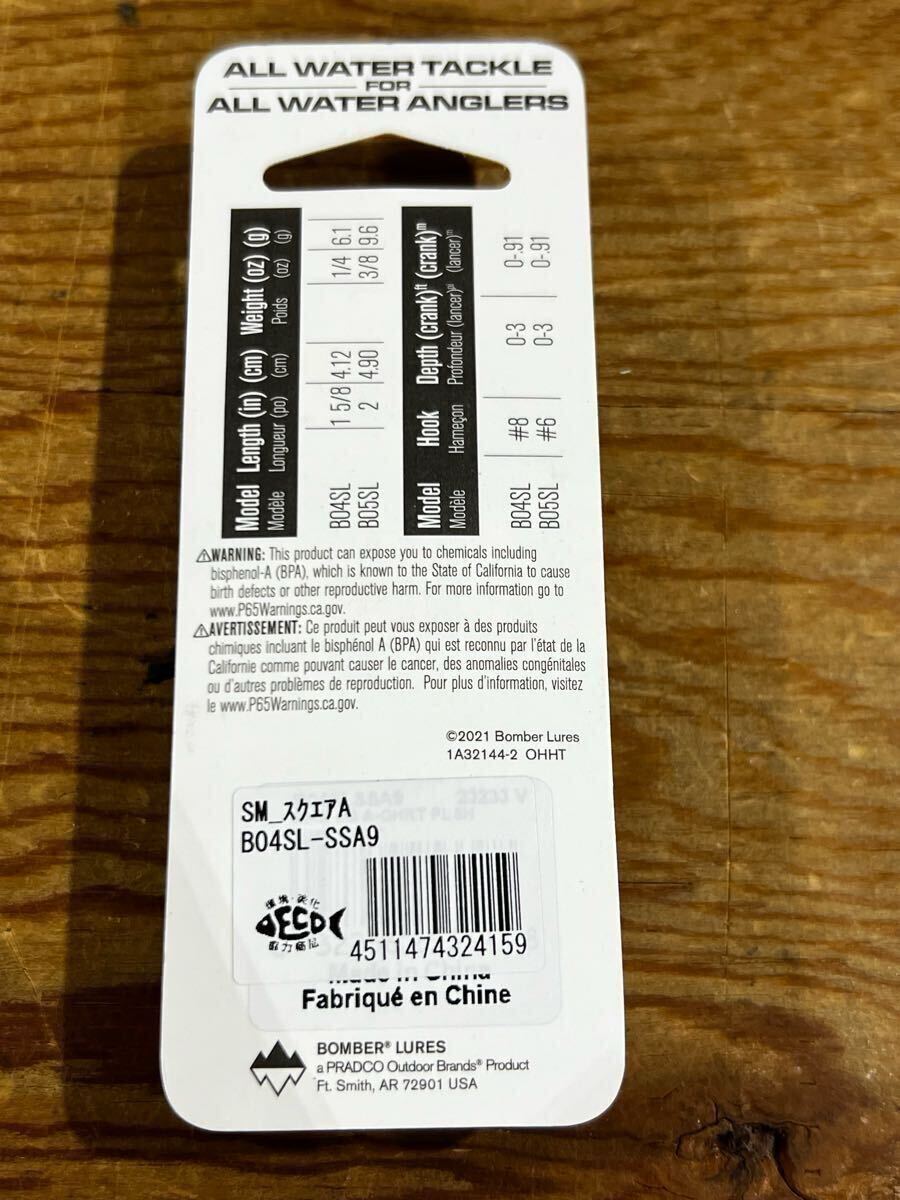 ALL WATER TACKLE
FOR
ALL WATER ANGLERS
Model Length (in) (cm) Weight (oz) (g)
Modèle Longueur (po) (cm) Poids (oz) (g)
B04SL 1 5/8 4.12 1/4 6.1
B05SL 2 4.90 3/8 9.6
Model Hook Depth (crank)ft (crank)m
Modèle Hameçon Profondeur (lancer)pi (lancer)m
B04SL #8 0-3 0-.91
B05SL #6 0-3 0-.91
⚠WARNING: This product can expose you to chemicals including
bisphenol-A (BPA), which is known to the State of California to cause
birth defects or other reproductive harm. For more information go to
www.P65Warnings.ca.gov.
⚠AVERTISSEMENT: Ce produit peut vous exposer à des produits
chimiques incluant le bisphénol A (BPA) qui est reconnu par l'état de la
Californie comme pouvant causer le cancer, des anomalies congénitales
ou d'autres problèmes de reproduction. Pour plus d'information, visitez
le www.P65Warnings.ca.gov.
©2021 Bomber Lures
1A32144-2 OHHT
SM_スクエアA
B04SL-SSA9
ECO
4511474324159
Made in China
Fabriqué en Chine
BOMBER® LURES
a PRADCO Outdoor Brands® Product
Ft. Smith, AR 72901 USA